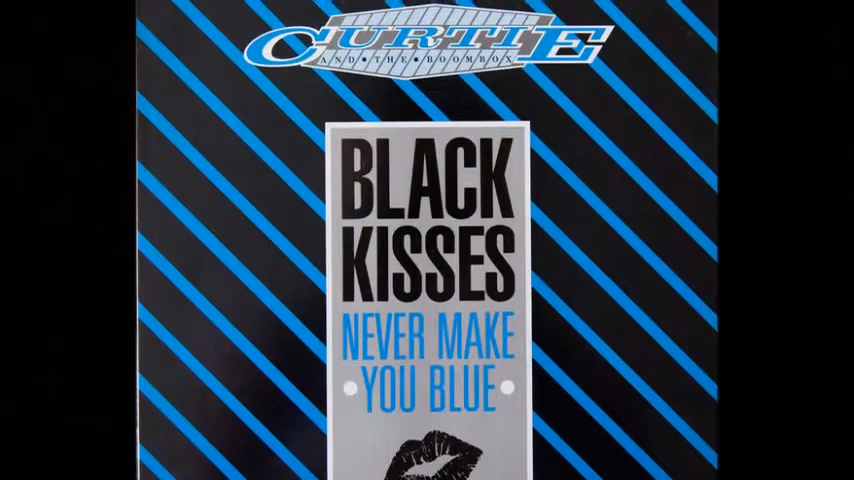 CURTIE
AND•THE•BOOMBOX
BLACK
KISSES
NEVER MAKE
YOU BLUE